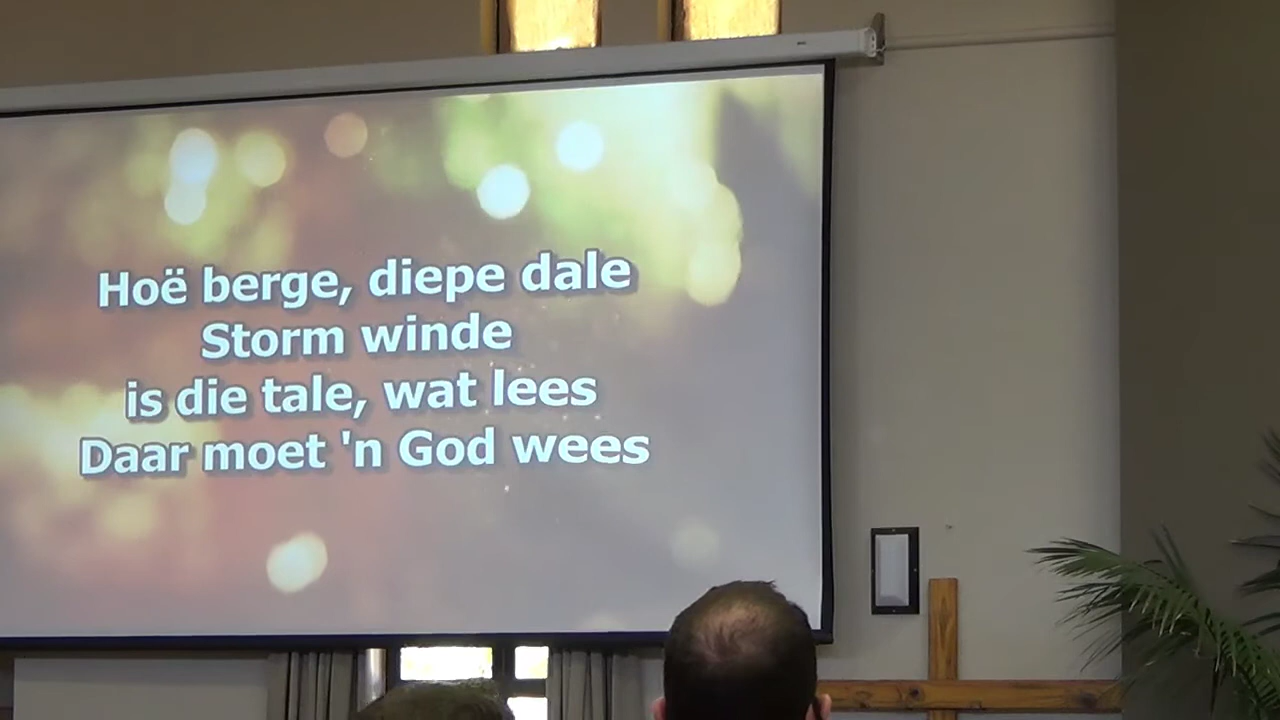 Hoë berge, diepe dale
Storm winde
is die tale, wat lees
Daar moet 'n God wees